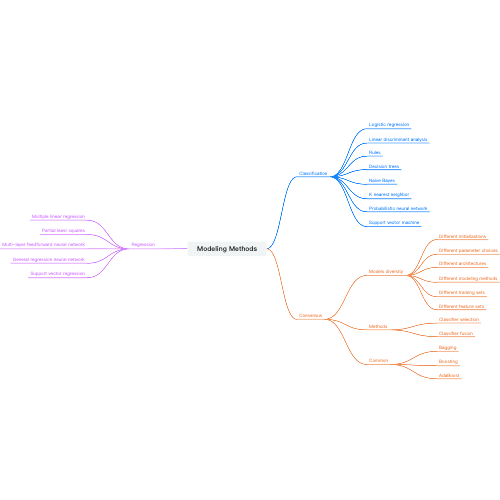 Modeling Methods
Classification
Logistic regression
Linear discriminant analysis
Rules
Decision trees
Naive Bayes
K nearest neighbor
Probabilistic neural network
Support vector machine
Consensus
Models diversity
Different initializations
Different parameter choices
Different architectures
Different modeling methods
Different training sets
Different feature sets
Methods
Classifier selection
Classifier fusion
Common
Bagging
Boosting
AdaBoost
Regression
Multiple linear regression
Partial least squares
Multi-layer feedforward neural network
General regression neural network
Support vector regression